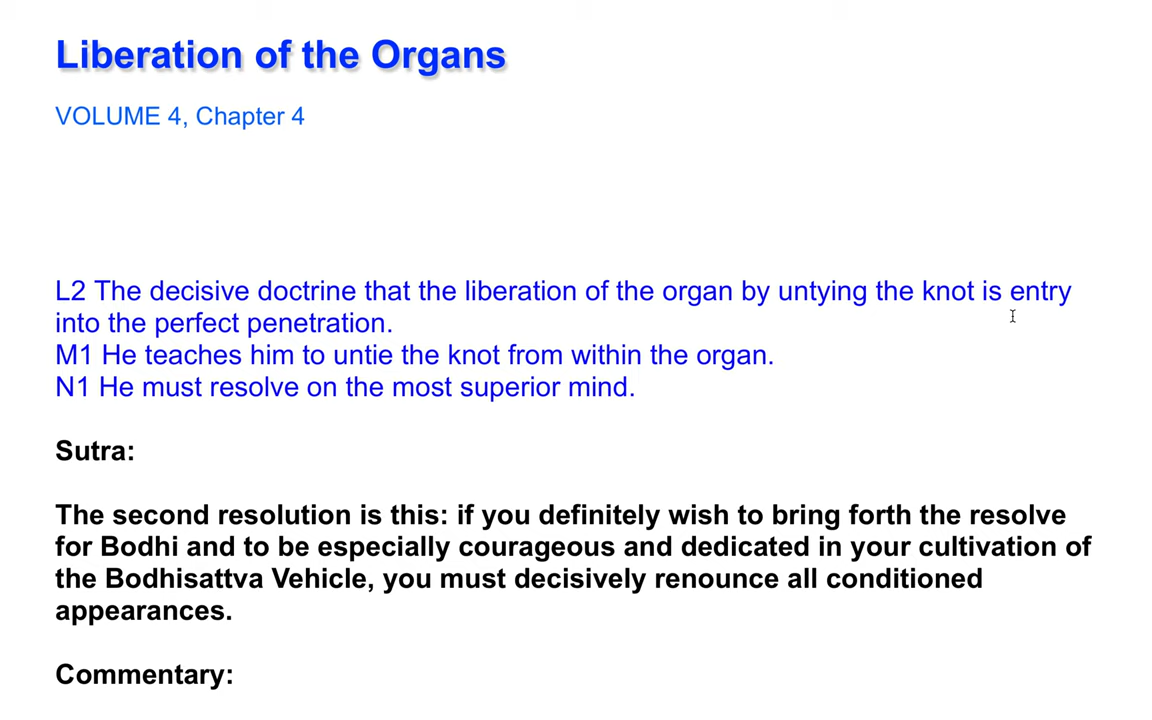 Liberation of the Organs
VOLUME 4, Chapter 4
L2 The decisive doctrine that the liberation of the organ by untying the knot is entry
into the perfect penetration.
M1 He teaches him to untie the knot from within the organ.
N1 He must resolve on the most superior mind.
Sutra:
The second resolution is this: if you definitely wish to bring forth the resolve
for Bodhi and to be especially courageous and dedicated in your cultivation of
the Bodhisattva Vehicle, you must decisively renounce all conditioned
appearances.
Commentary: